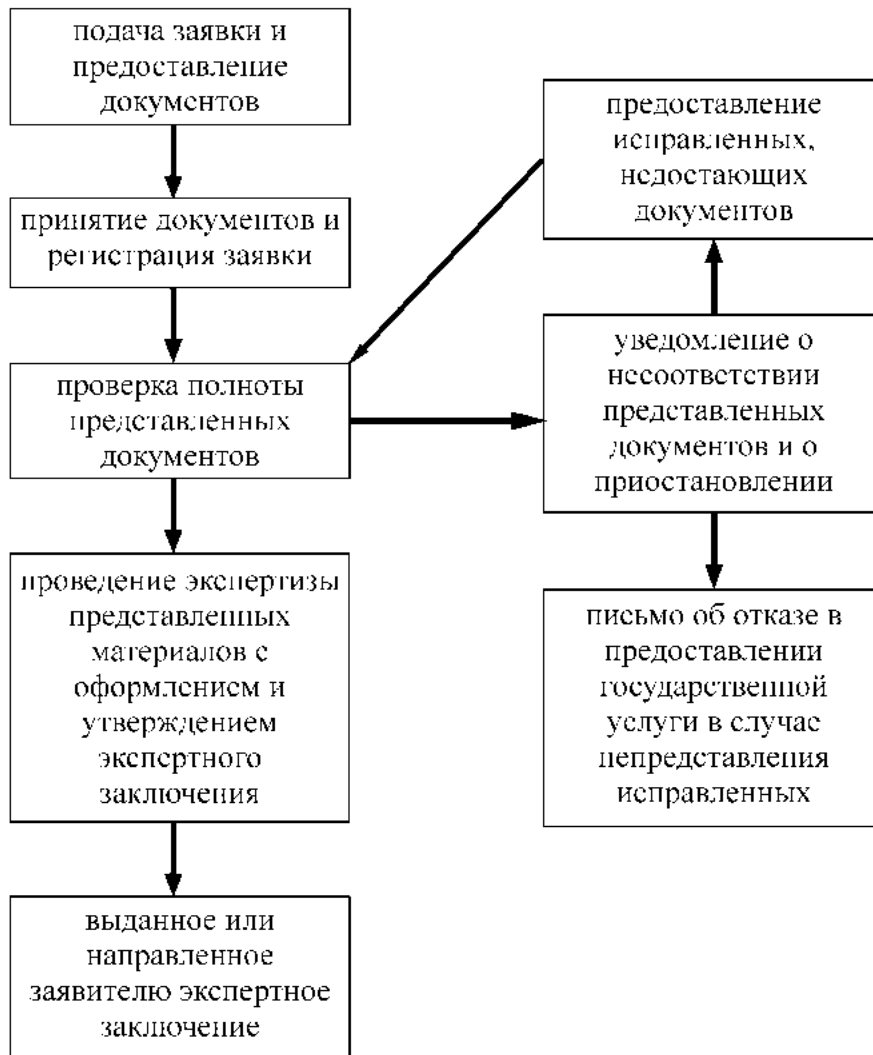 подача заявки и
предоставление
документов
принятие документов и
регистрация заявки
проверка полноты
представленных
документов
проведение экспертизы
представленных
материалов с
оформлением и
утверждением
экспертного
заключения
выданное или
направленное
заявителю экспертное
заключение
предоставление
исправленных,
недостающих
документов
уведомление о
несоответствии
представленных
документов и о
приостановлении
письмо об отказе в
предоставлении
государственной
услуги в случае
непредставления
исправленных